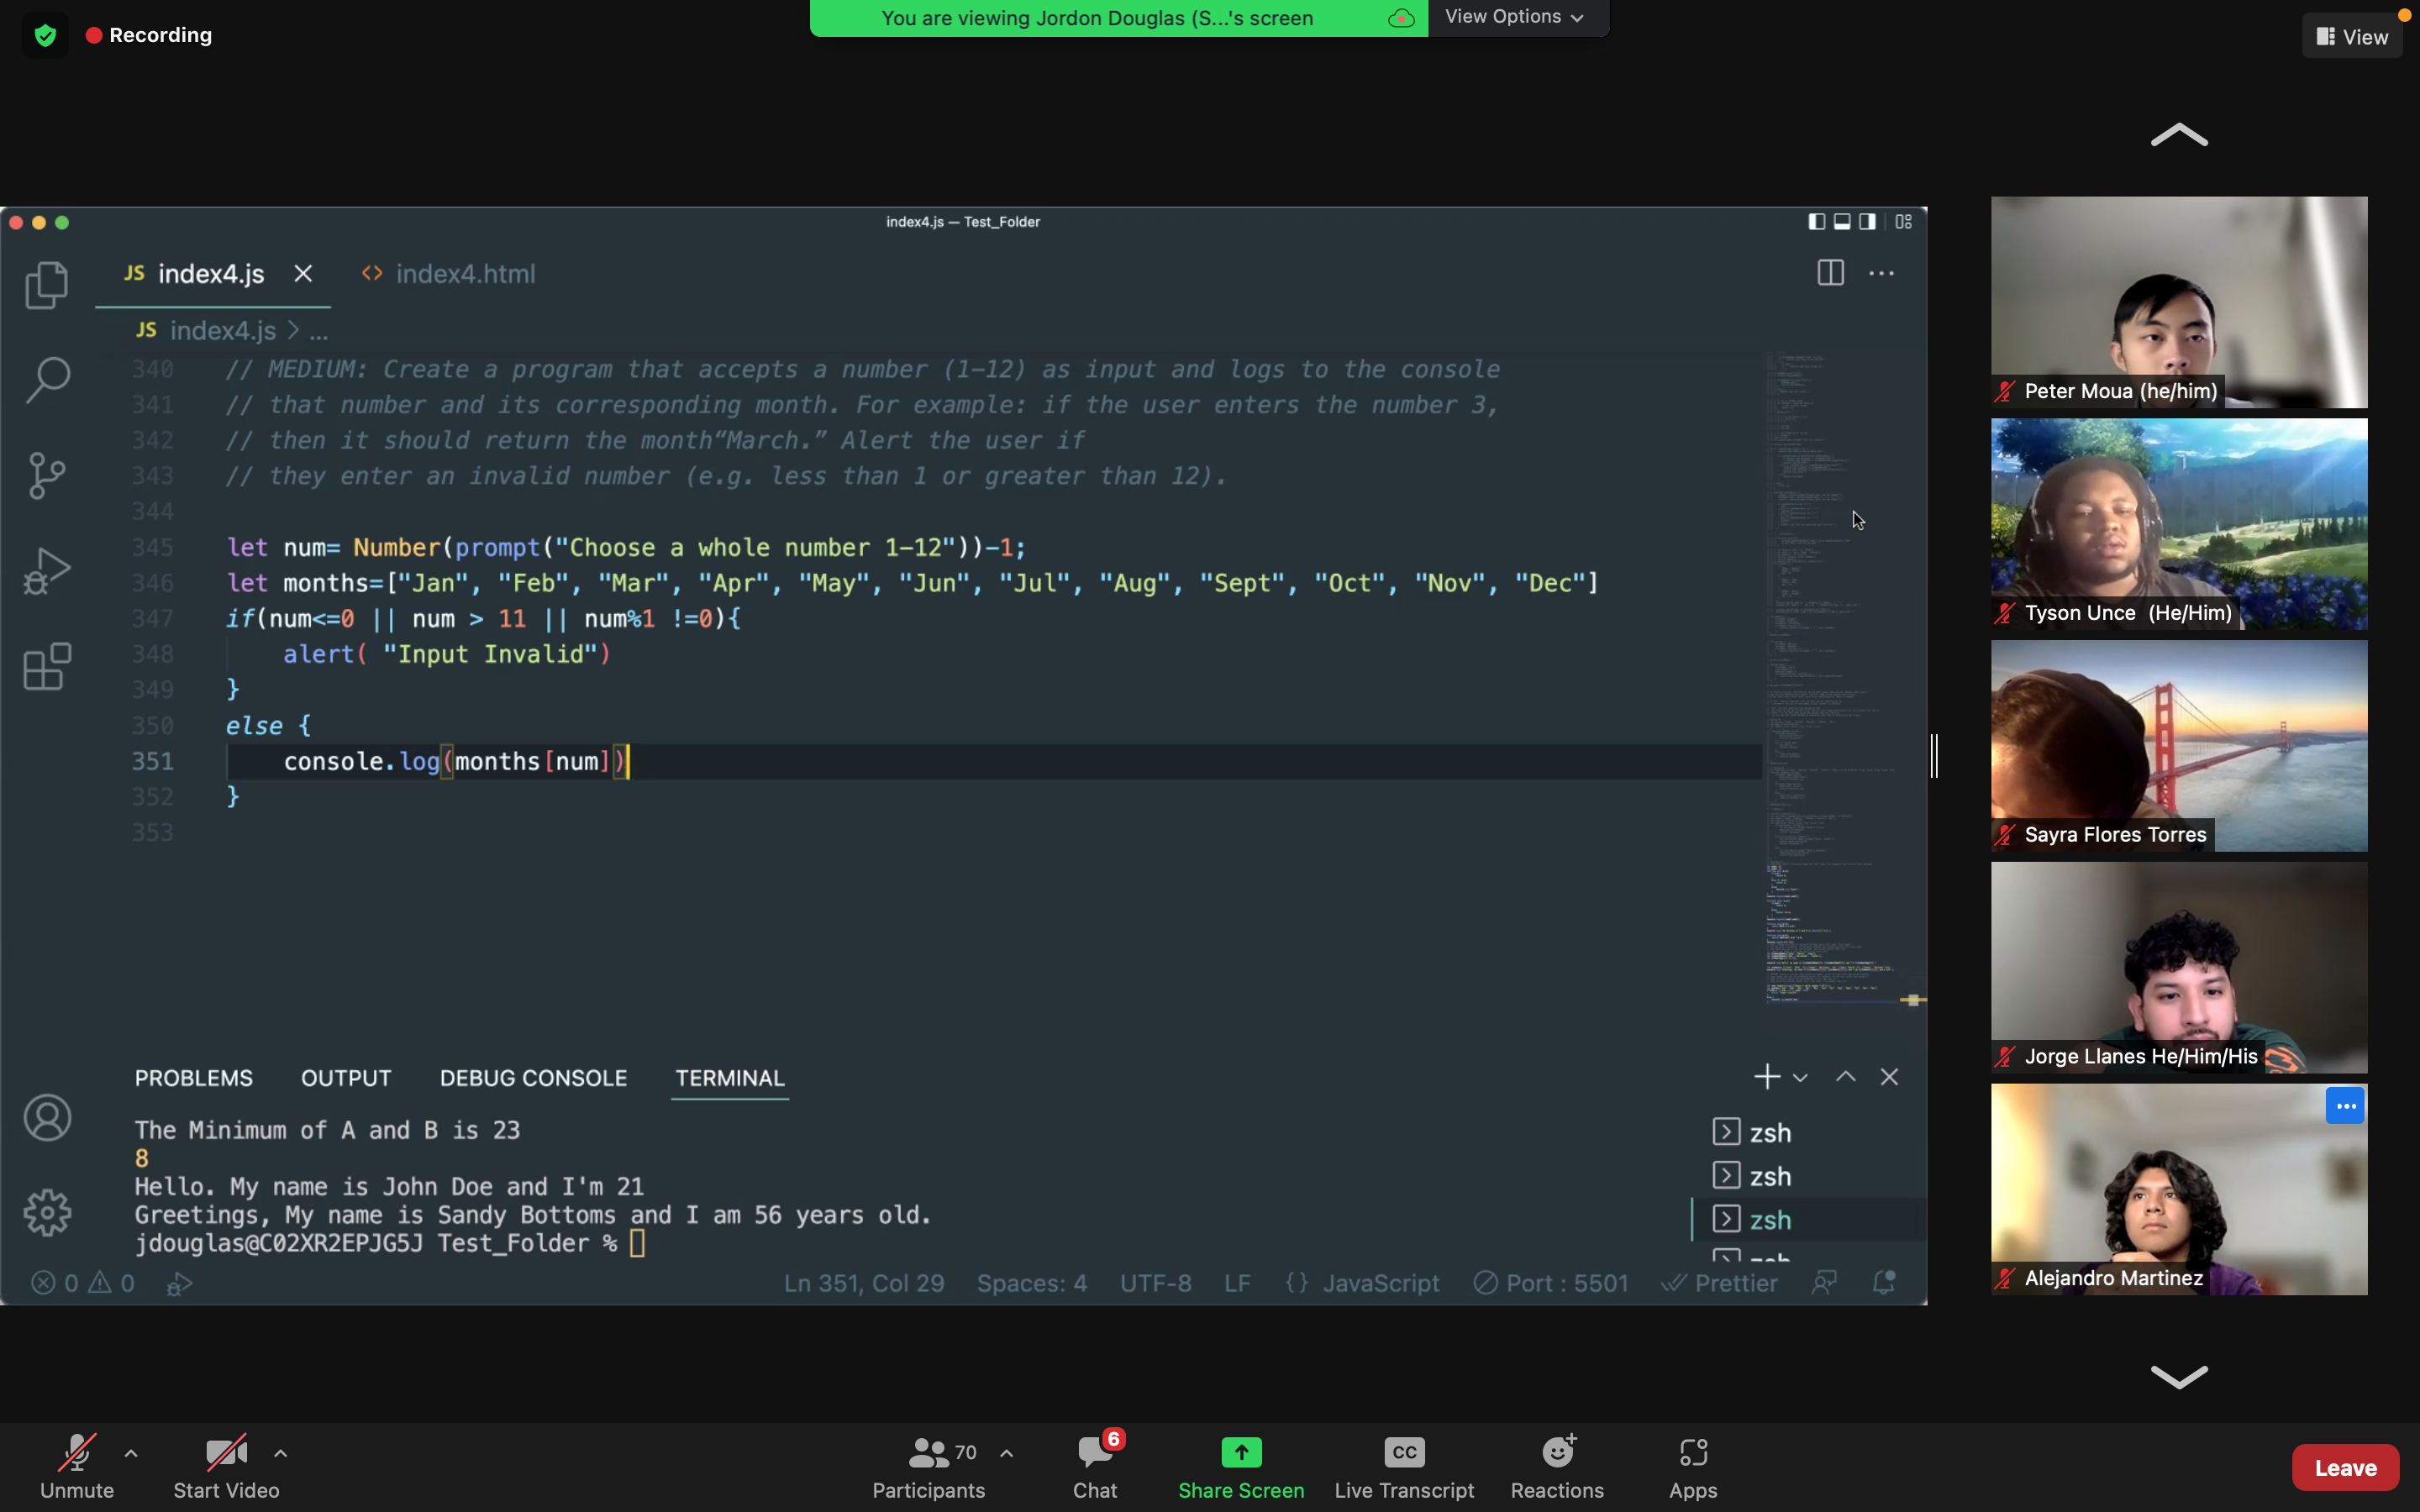 Recording
You are viewing Jordon Douglas (S...'s screen
View Options
View
index4.js — Test_Folder
JS index4.js
<> index4.html
JS index4.js > ...
340 // MEDIUM: Create a program that accepts a number (1-12) as input and logs to the console
341 // that number and its corresponding month. For example: if the user enters the number 3,
342 // then it should return the month“March.” Alert the user if
343 // they enter an invalid number (e.g. less than 1 or greater than 12).
344
345 let num= Number(prompt("Choose a whole number 1-12"))-1;
346 let months=["Jan", "Feb", "Mar", "Apr", "May", "Jun", "Jul", "Aug", "Sept", "Oct", "Nov", "Dec"]
347 if(num<=0 || num > 11 || num%1 !=0){
348 alert( "Input Invalid")
349 }
350 else {
351 console.log(months[num])
352 }
353
PROBLEMS OUTPUT DEBUG CONSOLE TERMINAL
The Minimum of A and B is 23
8
Hello. My name is John Doe and I'm 21
Greetings, My name is Sandy Bottoms and I am 56 years old.
jdouglas@C02XR2EPJG5J Test_Folder %
zsh
zsh
zsh
0 0 Ln 351, Col 29 Spaces: 4 UTF-8 LF {} JavaScript Port : 5501 Prettier
Peter Moua (he/him)
Tyson Unce (He/Him)
Sayra Flores Torres
Jorge Llanes He/Him/His
Alejandro Martinez
Unmute
Start Video
70
Participants
6
Chat
Share Screen
CC
Live Transcript
Reactions
Apps
Leave